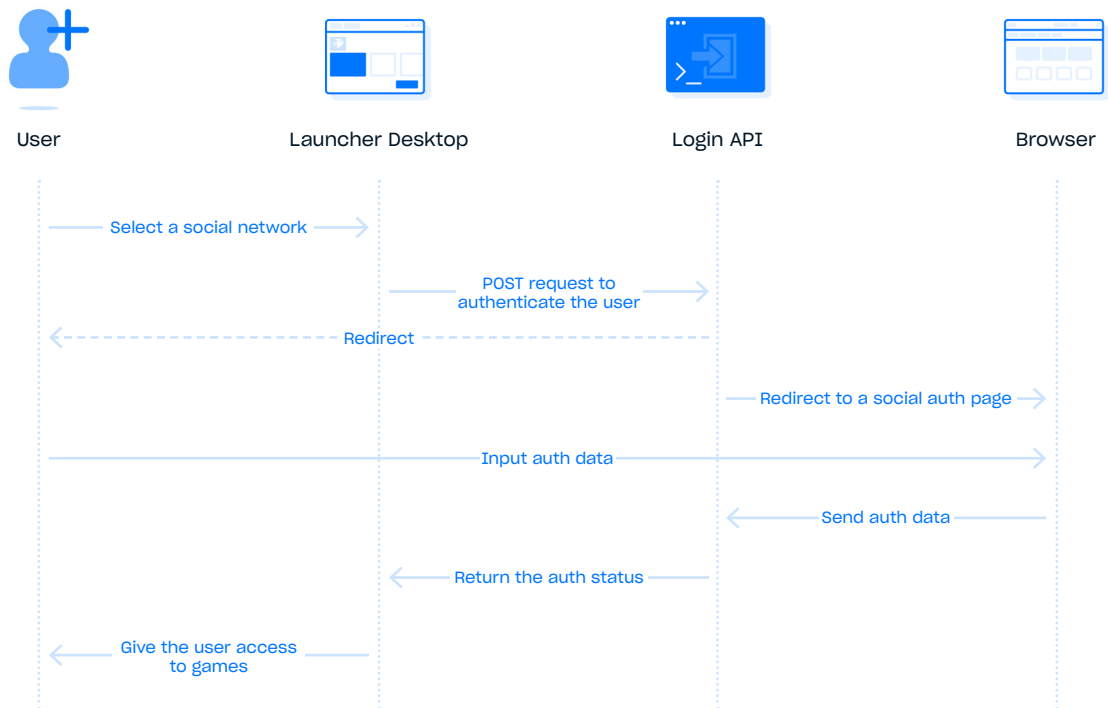 User
Launcher Desktop
Login API
Browser
Select a social network
POST request to
authenticate the user
Redirect
Redirect to a social auth page
Input auth data
Send auth data
Return the auth status
Give the user access
to games